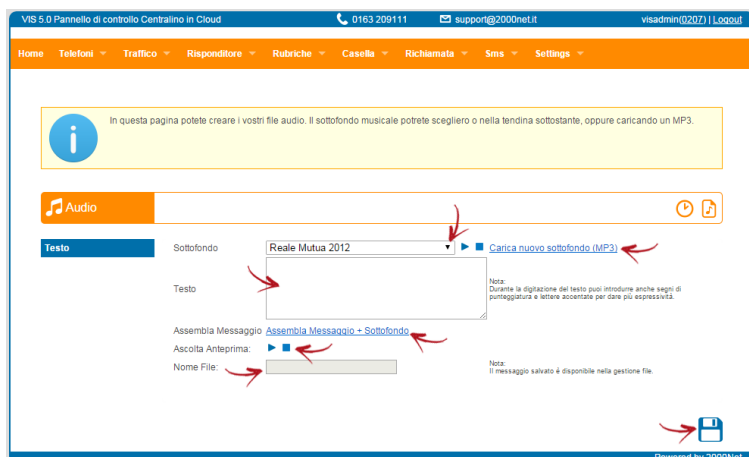 VIS 5.0 Pannello di controllo Centralino in Cloud 0163 209111 support@2000net.it visadmin(0207) | Logout
Home Telefoni Traffico Risponditore Rubriche Casella Richiamata Sms Settings
In questa pagina potete creare i vostri file audio. Il sottofondo musicale potrete scegliero o nella tendina sottostante, oppure caricando un MP3.
Audio
Testo
Sottofondo Reale Mutua 2012 Carica nuovo sottofondo (MP3)
Testo
Nota:
Durante la digitazione del testo puoi introdurre anche segni di
punteggiatura e lettere accentate per dare più espressività.
Assembla Messaggio Assembla Messaggio + Sottofondo
Ascolta Anteprima:
Nome File:
Nota:
Il messaggio salvato é disponibile nella gestione file.
Powered by 2000Net